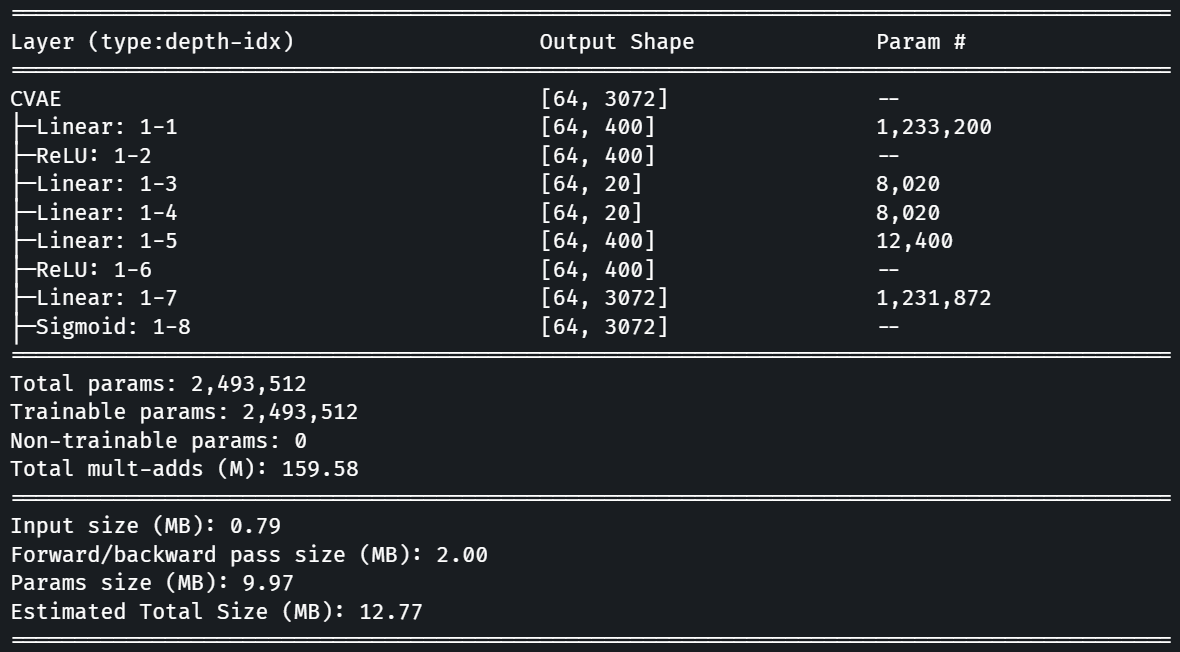 ==========================================================================================
Layer (type:depth-idx)                   Output Shape              Param #
==========================================================================================
CVAE                                     [64, 3072]                --
├─Linear: 1-1                            [64, 400]                 1,233,200
├─ReLU: 1-2                              [64, 400]                 --
├─Linear: 1-3                            [64, 20]                  8,020
├─Linear: 1-4                            [64, 20]                  8,020
├─Linear: 1-5                            [64, 400]                 12,400
├─ReLU: 1-6                              [64, 400]                 --
├─Linear: 1-7                            [64, 3072]                1,231,872
├─Sigmoid: 1-8                           [64, 3072]                --
==========================================================================================
Total params: 2,493,512
Trainable params: 2,493,512
Non-trainable params: 0
Total mult-adds (M): 159.58
==========================================================================================
Input size (MB): 0.79
Forward/backward pass size (MB): 2.00
Params size (MB): 9.97
Estimated Total Size (MB): 12.77
==========================================================================================